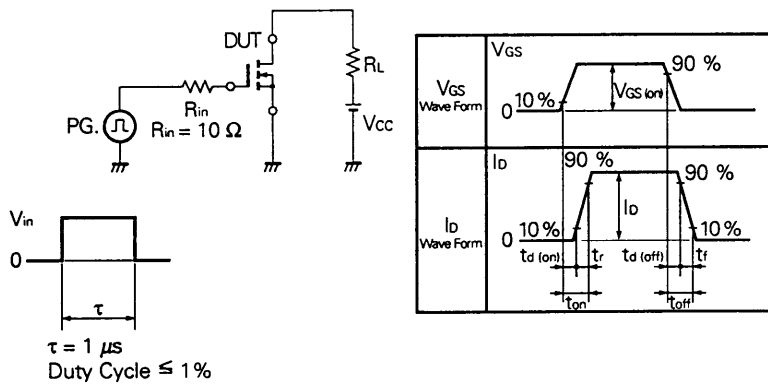 DUT
RL
Rin
Rin = 10 Ω
PG.
VCC
Vin
0
τ
τ = 1 μs
Duty Cycle ≤ 1%
VGS
Wave Form
VGS
90 %
VGS (on)
10 %
0
ID
Wave Form
ID
90 %
90 %
ID
10 %
10 %
0
td (on)
tr
td (off)
tf
ton
toff